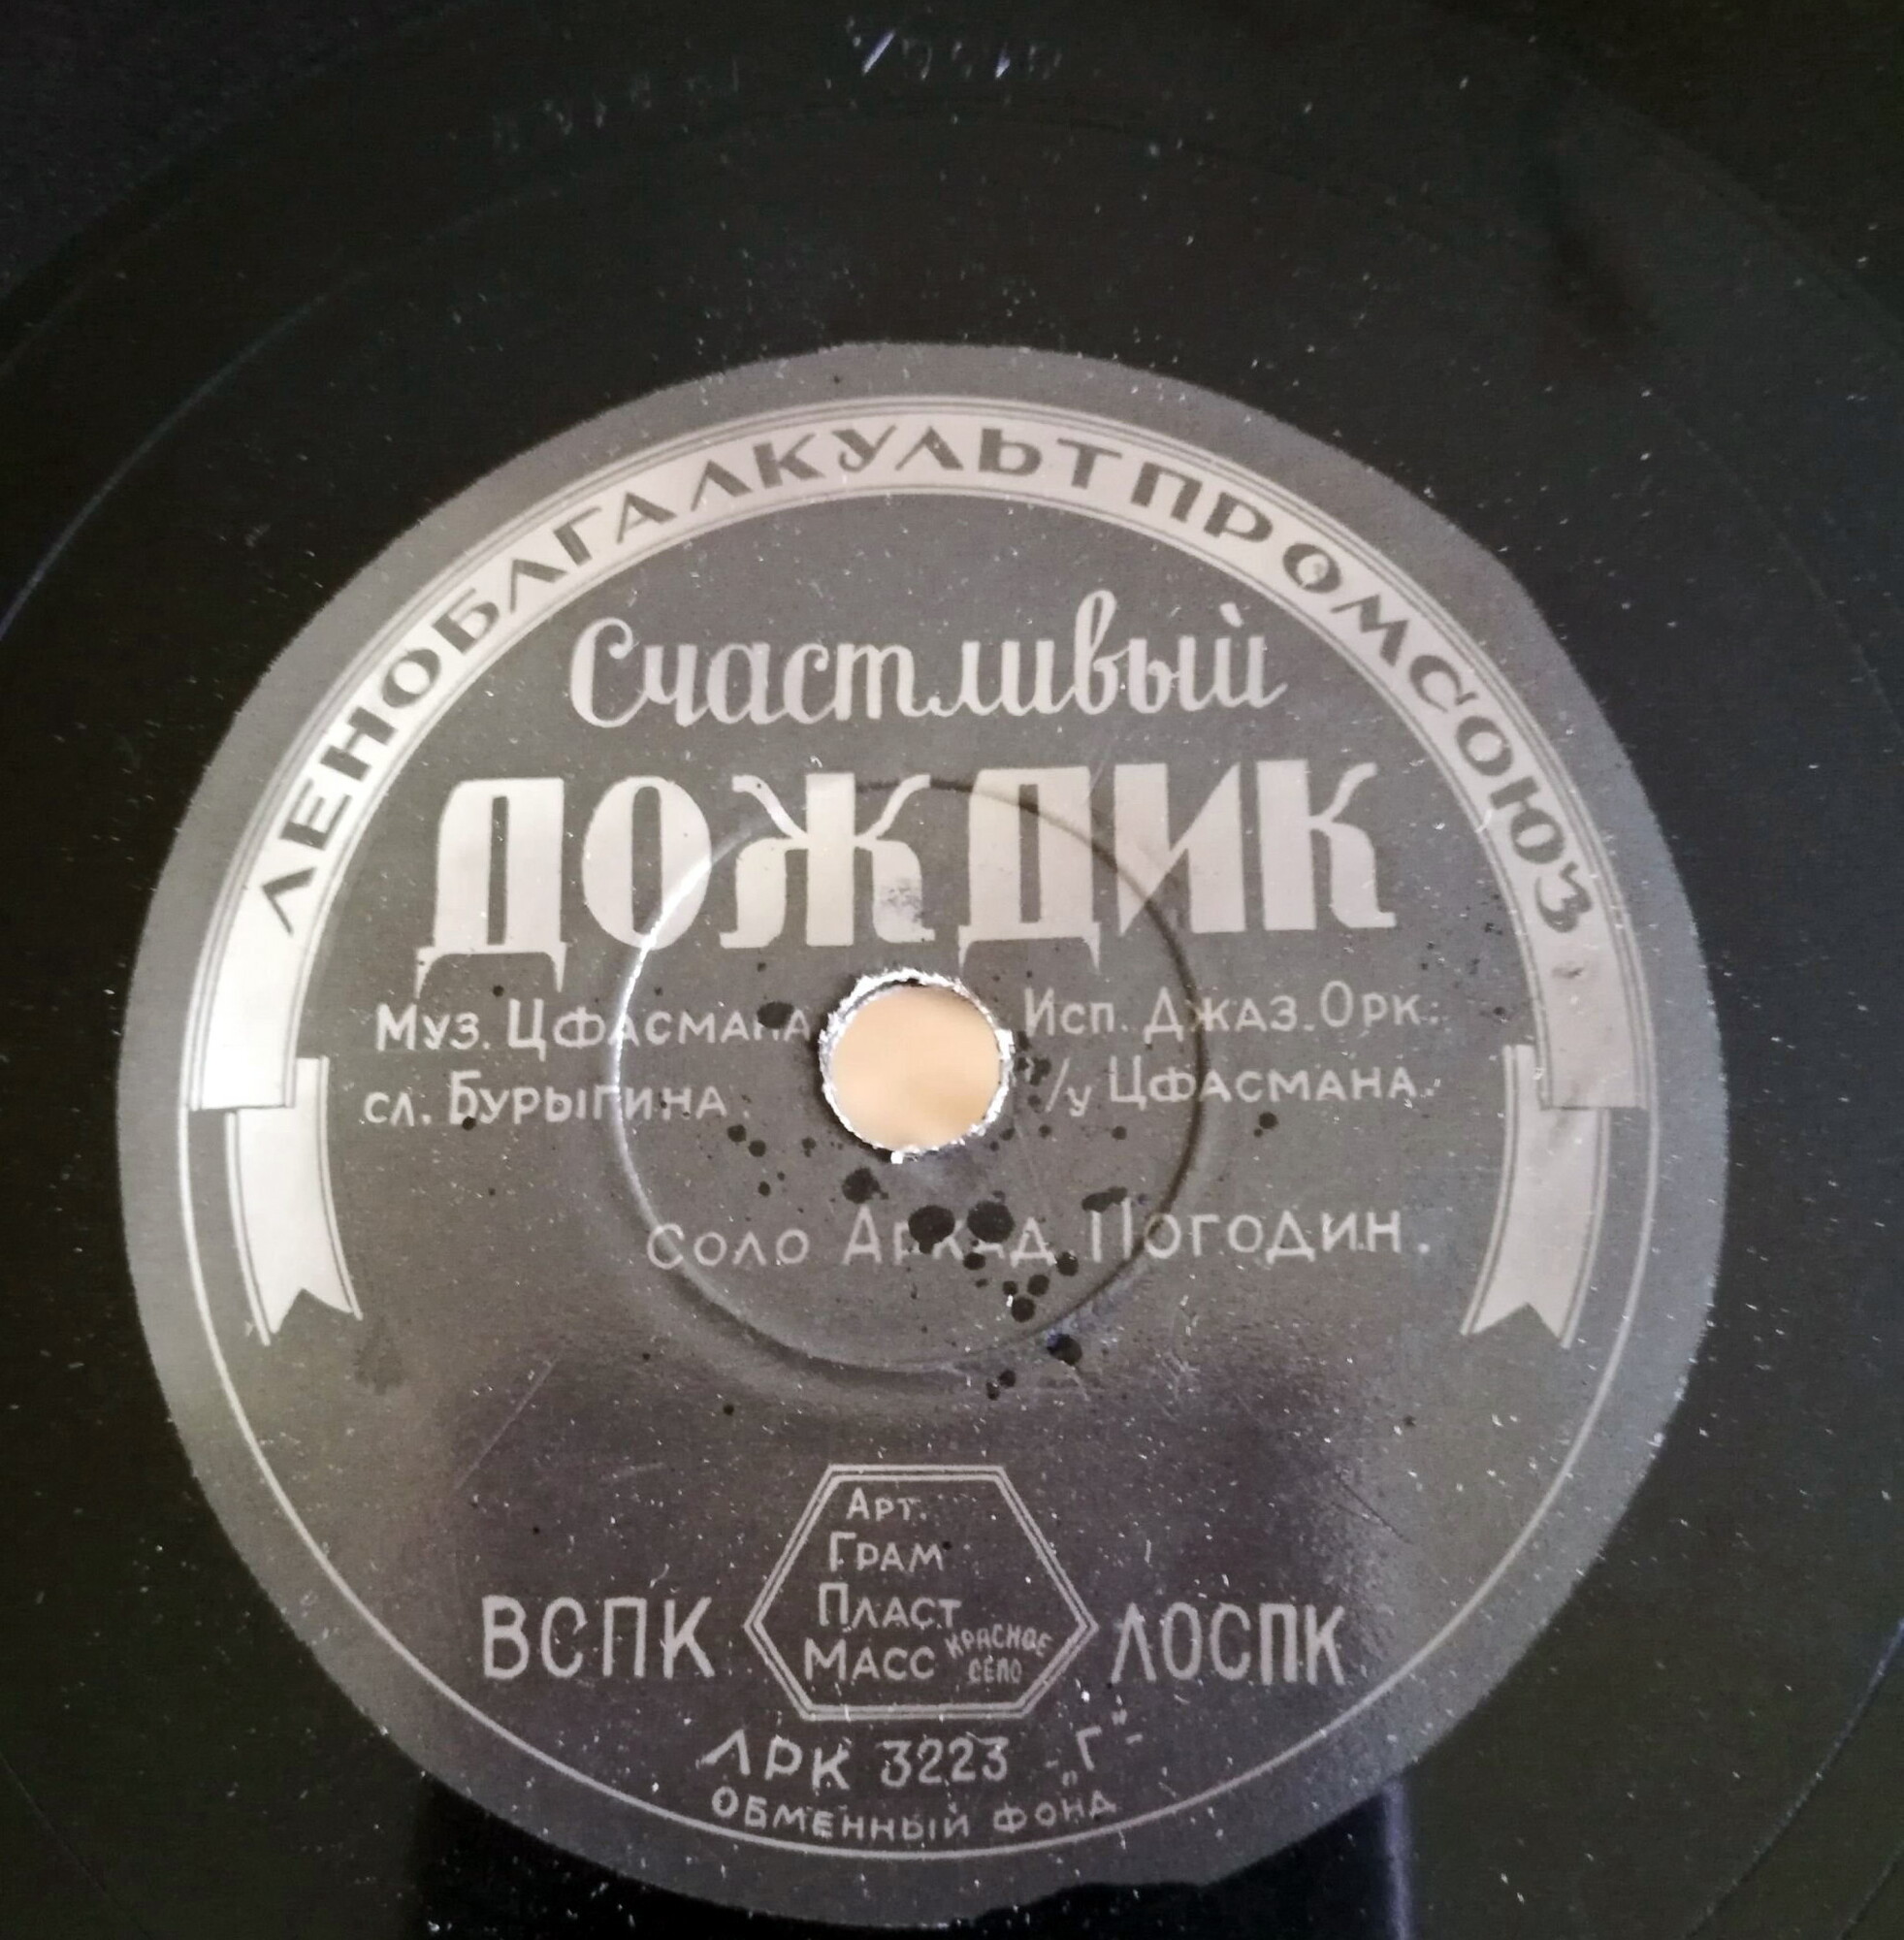 ЛЕНОБЛГАЛКУЛЬТПРОМСОЮЗ
Счастливый
ДОЖДИК
Муз. Цфасмана
сл. Бурыгина.
Исп. Джаз. Орк.
/у Цфасмана.
соло Аркад. Погодин.
Арт.
Грам
Пласт
Масс
КРАСНОЕ
СЕЛО
ВСПК
ЛОСПК
ЛРК 3223 - „Г“ -
ОБМЕННЫЙ ФОНД